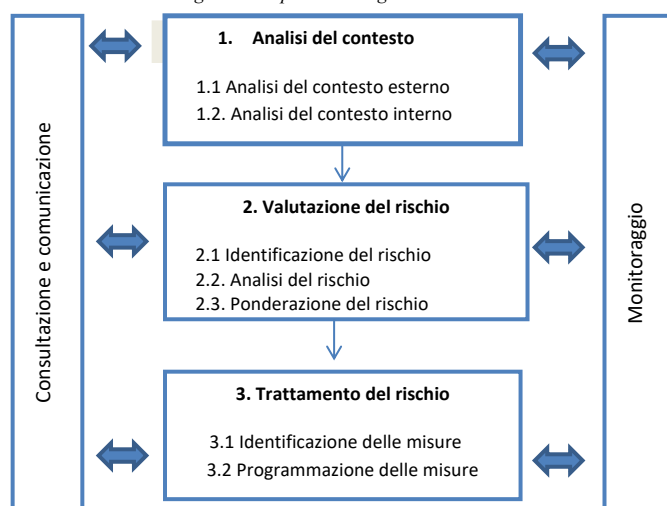 1. Analisi del contesto
1.1 Analisi del contesto esterno
1.2. Analisi del contesto interno
Consultazione e comunicazione
2. Valutazione del rischio
2.1 Identificazione del rischio
2.2. Analisi del rischio
2.3. Ponderazione del rischio
Monitoraggio
3. Trattamento del rischio
3.1 Identificazione delle misure
3.2 Programmazione delle misure